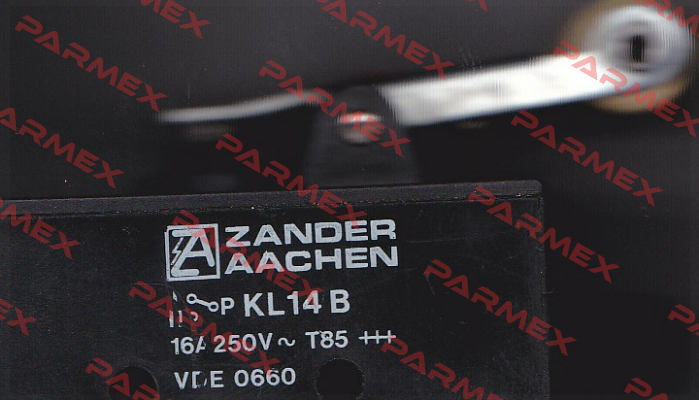 ZANDER
AACHEN
P KL14 B
16A 250V ~ T85
VDE 0660
PARMEX